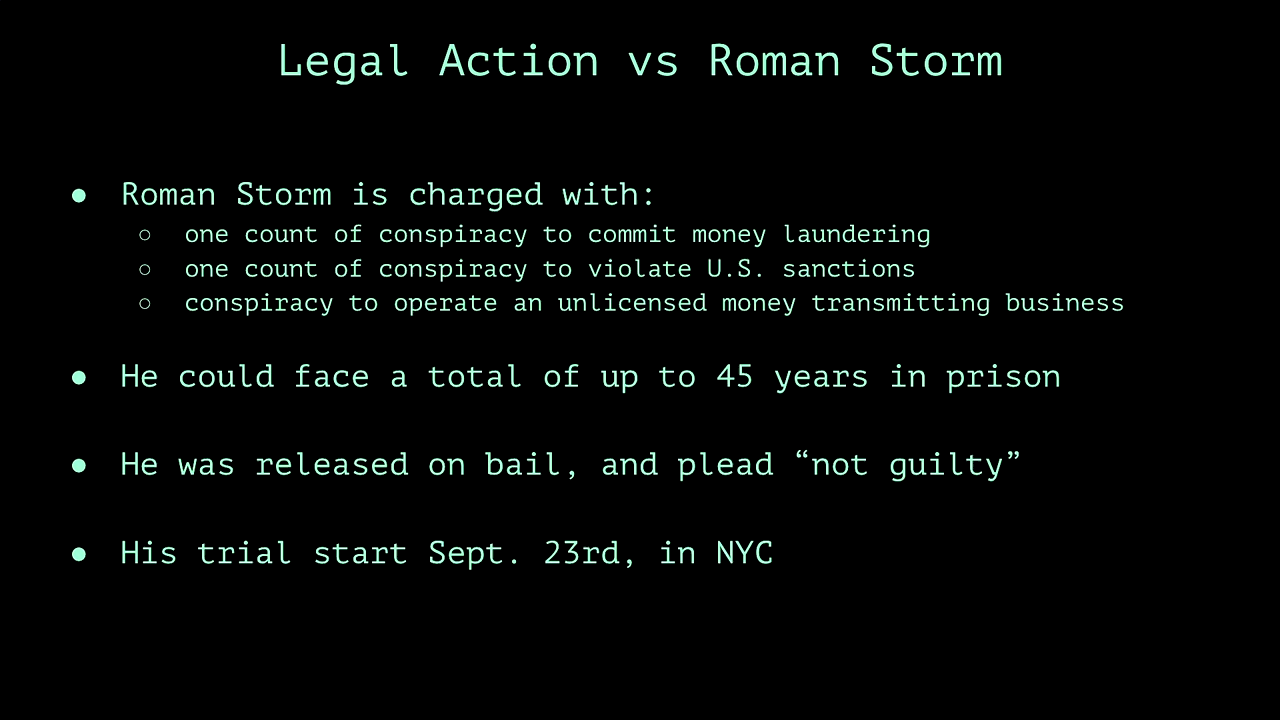 Legal Action vs Roman Storm
● Roman Storm is charged with:
○ one count of conspiracy to commit money laundering
○ one count of conspiracy to violate U.S. sanctions
○ conspiracy to operate an unlicensed money transmitting business
● He could face a total of up to 45 years in prison
● He was released on bail, and plead “not guilty”
● His trial start Sept. 23rd, in NYC